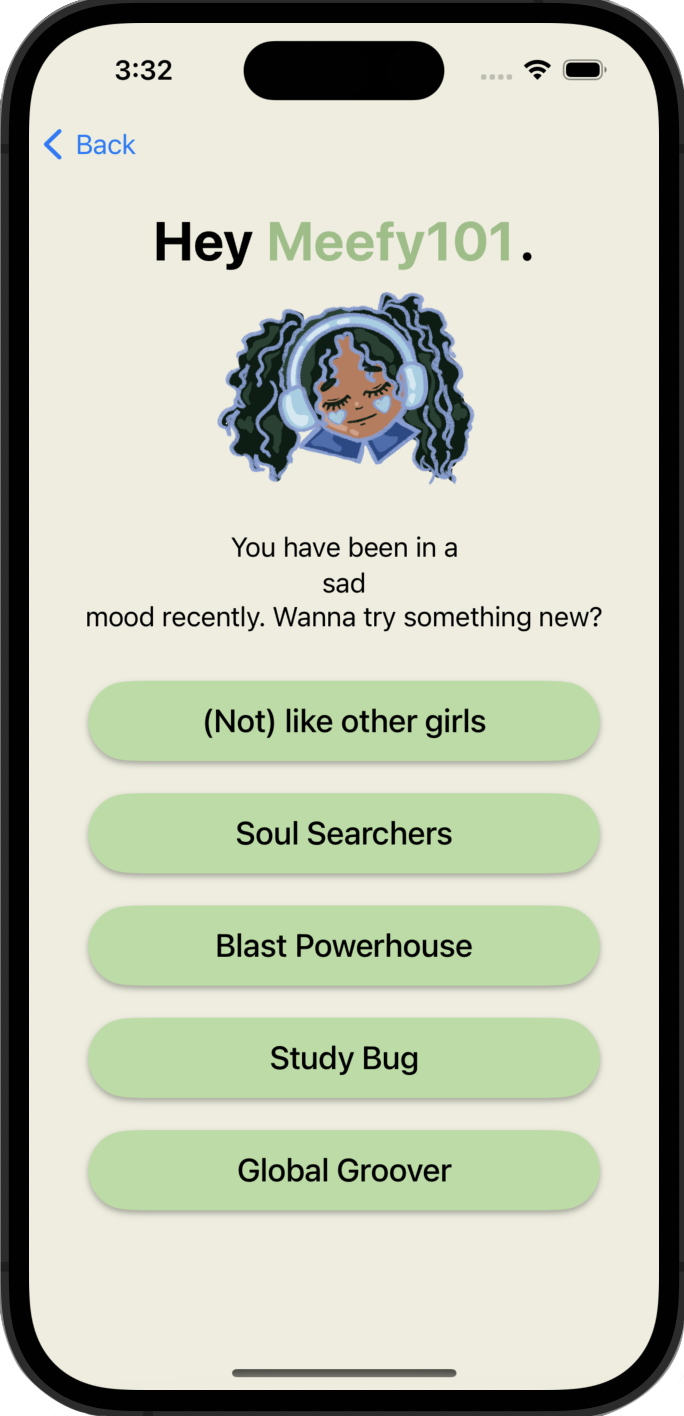 3:32
Back
Hey Meefy101.
You have been in a
sad
mood recently. Wanna try something new?
(Not) like other girls
Soul Searchers
Blast Powerhouse
Study Bug
Global Groover